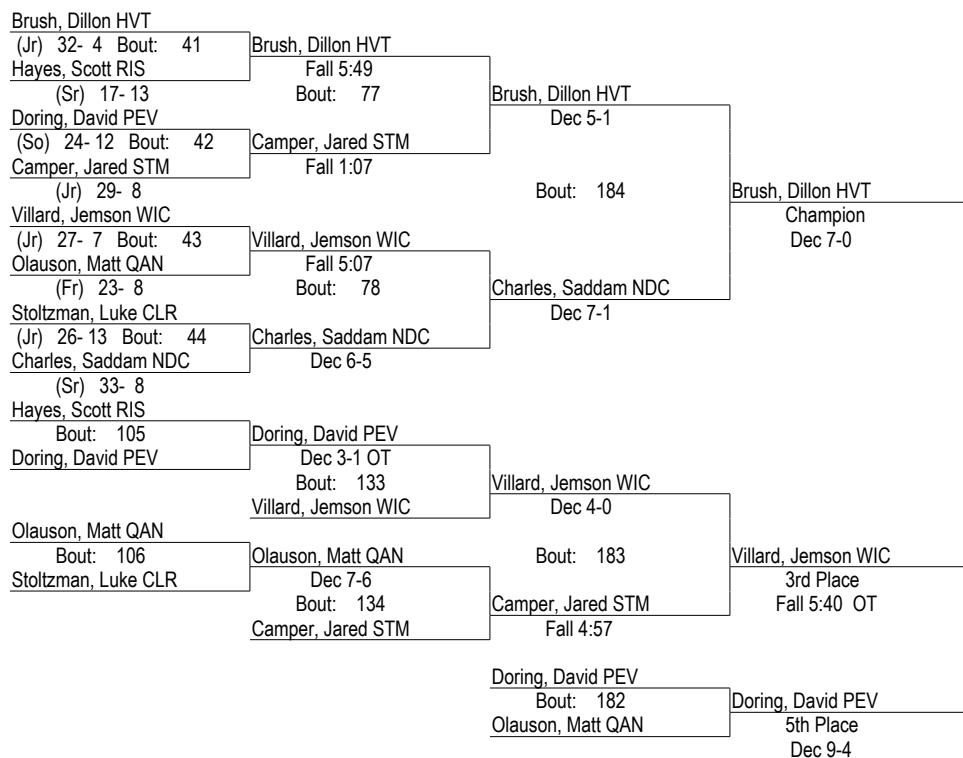 Brush, Dillon HVT
(Jr) 32- 4 Bout: 41
Hayes, Scott RIS
(Sr) 17- 13
Doring, David PEV
(So) 24- 12 Bout: 42
Camper, Jared STM
(Jr) 29- 8
Villard, Jemson WIC
(Jr) 27- 7 Bout: 43
Olauson, Matt QAN
(Fr) 23- 8
Stoltzman, Luke CLR
(Jr) 26- 13 Bout: 44
Charles, Saddam NDC
(Sr) 33- 8
Brush, Dillon HVT
Fall 5:49
Bout: 77
Camper, Jared STM
Fall 1:07
Villard, Jemson WIC
Fall 5:07
Bout: 78
Charles, Saddam NDC
Dec 6-5
Brush, Dillon HVT
Dec 5-1
Bout: 184
Charles, Saddam NDC
Dec 7-1
Brush, Dillon HVT
Champion
Dec 7-0
Hayes, Scott RIS
Bout: 105
Doring, David PEV
Olauson, Matt QAN
Bout: 106
Stoltzman, Luke CLR
Doring, David PEV
Dec 3-1 OT
Bout: 133
Villard, Jemson WIC
Olauson, Matt QAN
Dec 7-6
Bout: 134
Camper, Jared STM
Villard, Jemson WIC
Dec 4-0
Bout: 183
Camper, Jared STM
Fall 4:57
Villard, Jemson WIC
3rd Place
Fall 5:40 OT
Doring, David PEV
Bout: 182
Olauson, Matt QAN
Doring, David PEV
5th Place
Dec 9-4